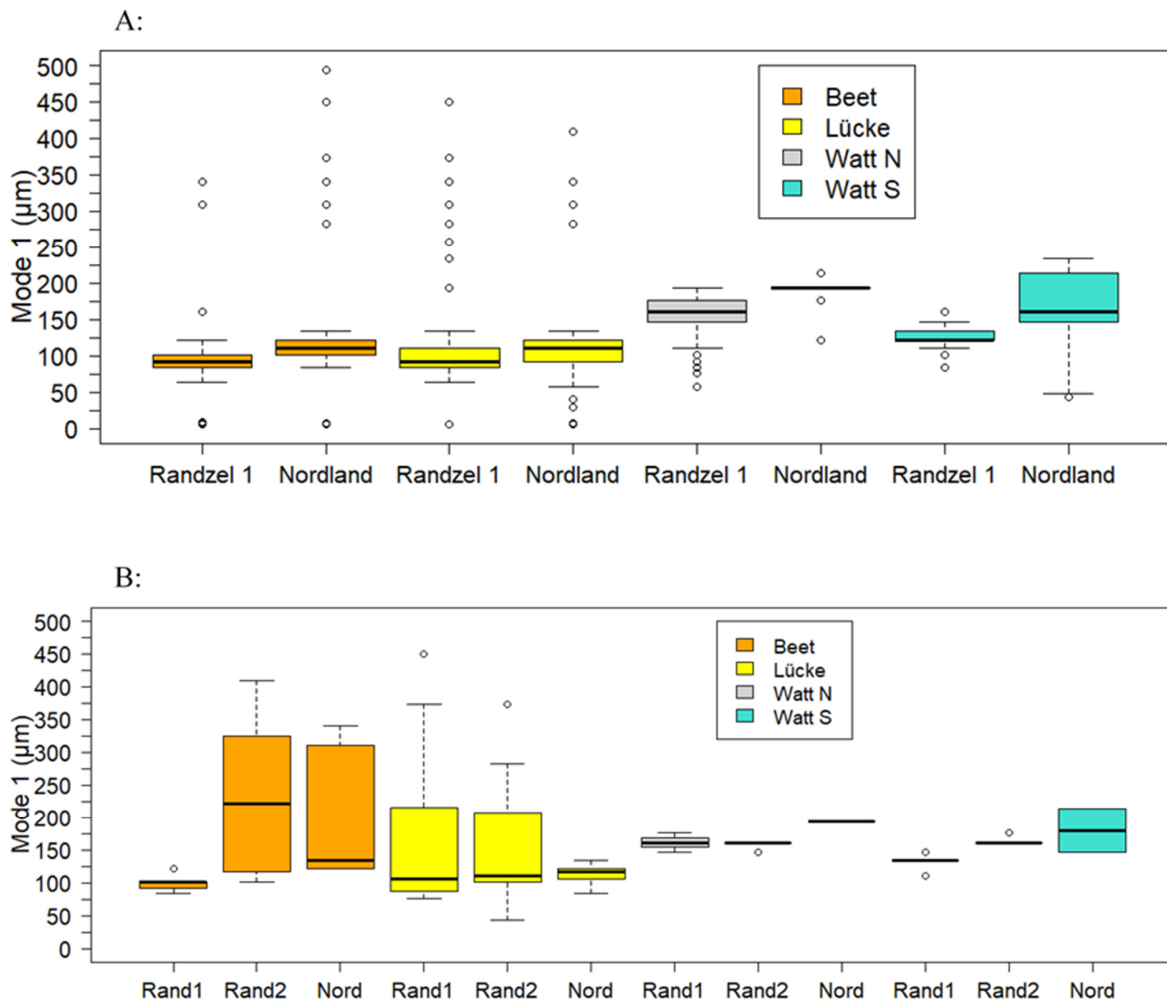 A:
Mode 1 (µm)
500
450
400
350
300
250
200
150
100
50
0
Beet
Lücke
Watt N
Watt S
Randzel 1 Nordland Randzel 1 Nordland Randzel 1 Nordland Randzel 1 Nordland
B:
Mode 1 (µm)
500
450
400
350
300
250
200
150
100
50
0
Beet
Lücke
Watt N
Watt S
Rand1 Rand2 Nord Rand1 Rand2 Nord Rand1 Rand2 Nord Rand1 Rand2 Nord